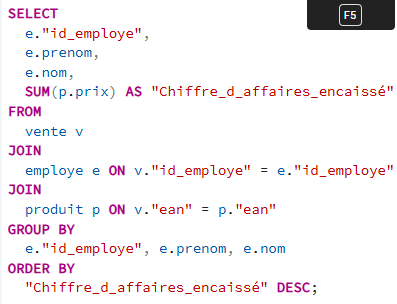 F5
SELECT
e."id_employe",
e.prenom,
e.nom,
SUM(p.prix) AS "Chiffre_d_affaires_encaissé"
FROM
vente v
JOIN
employe e ON v."id_employe" = e."id_employe"
JOIN
produit p ON v."ean" = p."ean"
GROUP BY
e."id_employe", e.prenom, e.nom
ORDER BY
"Chiffre_d_affaires_encaissé" DESC;